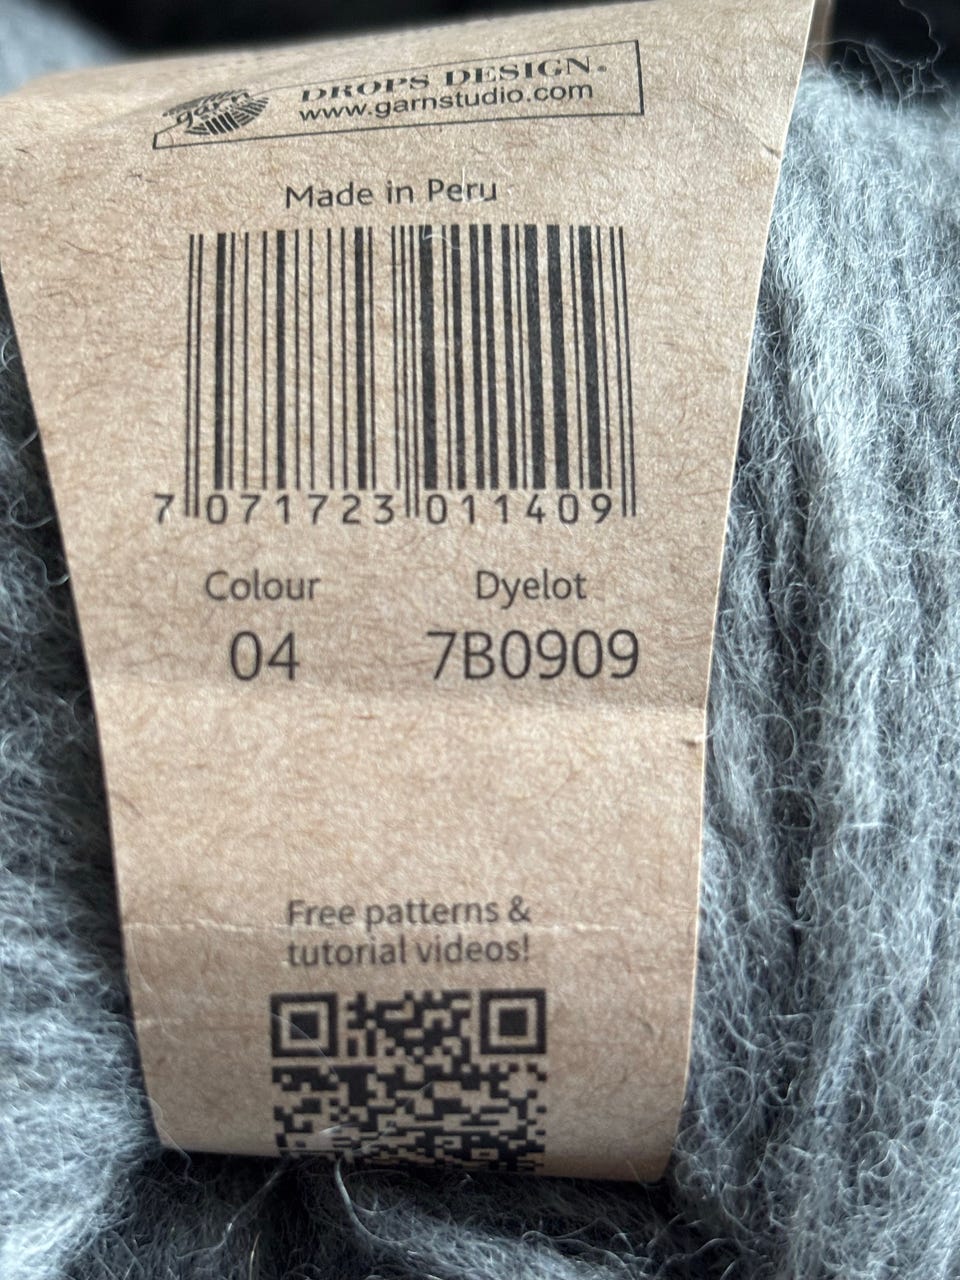 garn
DROPS DESIGN®
www.garnstudio.com
Made in Peru
7 071723 011409
Colour Dyelot
04 7B0909
Free patterns &
tutorial videos!